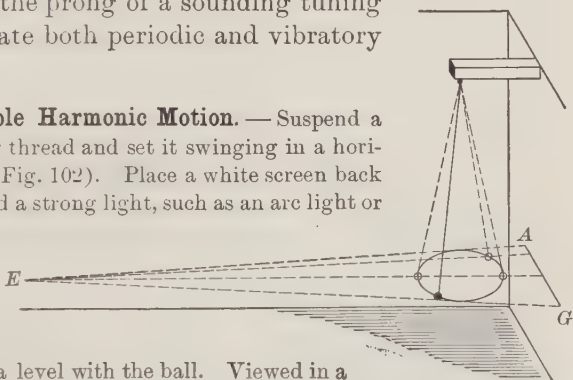 the prong of a sounding tuning
ate both periodic and vibratory
ple Harmonic Motion. — Suspend a
thread and set it swinging in a hori-
Fig. 102). Place a white screen back
d a strong light, such as an arc light or
A
E
G
a level with the ball. Viewed in a